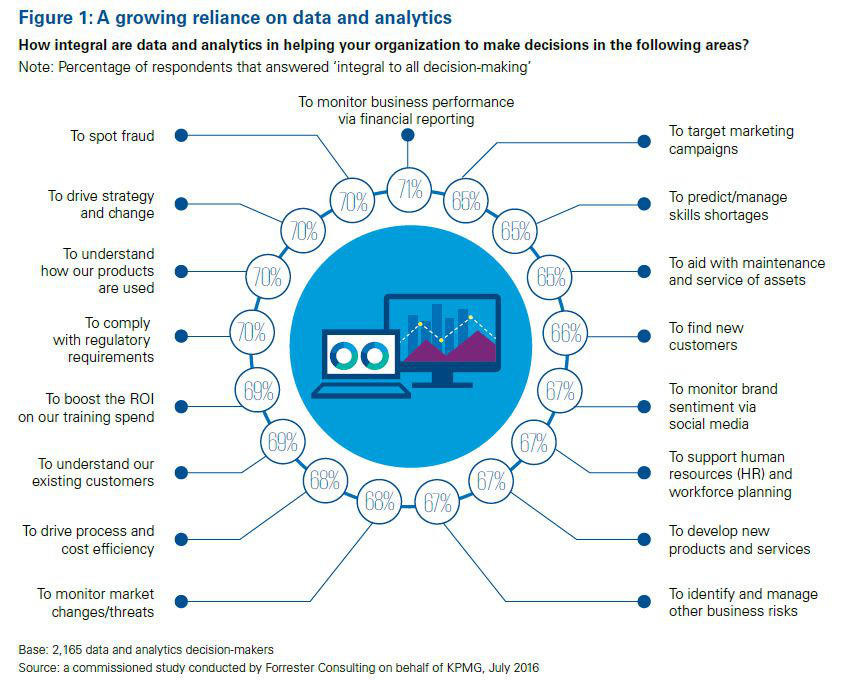 Figure 1: A growing reliance on data and analytics
How integral are data and analytics in helping your organization to make decisions in the following areas?
Note: Percentage of respondents that answered ‘integral to all decision-making’
To monitor business performance
via financial reporting
71%
To target marketing
campaigns
65%
To predict/manage
skills shortages
65%
To aid with maintenance
and service of assets
65%
To find new
customers
66%
To monitor brand
sentiment via
social media
67%
To support human
resources (HR) and
workforce planning
67%
To develop new
products and services
67%
To identify and manage
other business risks
67%
To monitor market
changes/threats
68%
To drive process and
cost efficiency
68%
To understand our
existing customers
69%
To boost the ROI
on our training spend
69%
To comply
with regulatory
requirements
70%
To understand
how our products
are used
70%
To drive strategy
and change
70%
To spot fraud
70%
Base: 2,165 data and analytics decision-makers
Source: a commissioned study conducted by Forrester Consulting on behalf of KPMG, July 2016